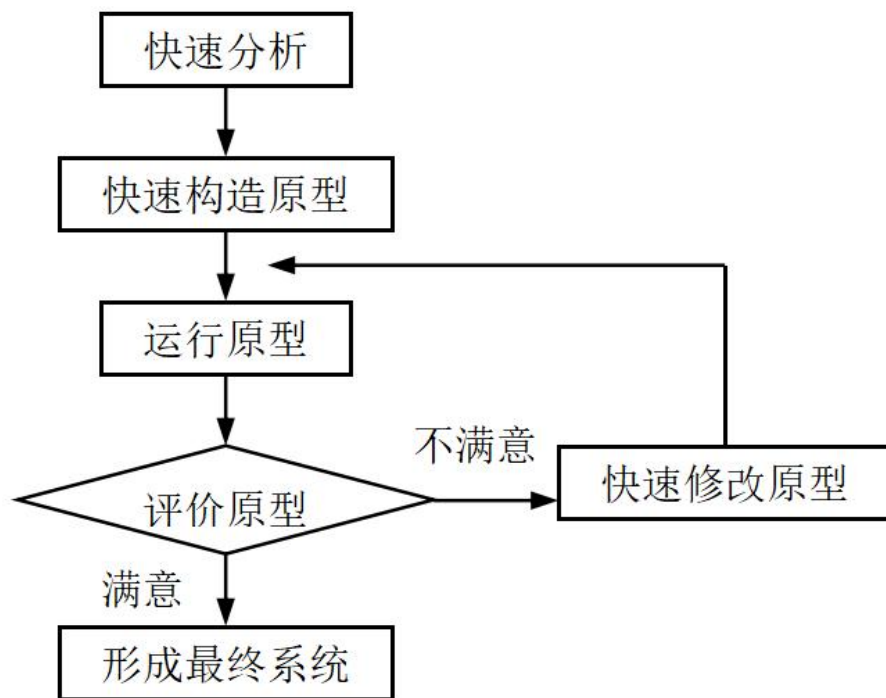 快速分析
快速构造原型
运行原型
不满意
快速修改原型
评价原型
满意
形成最终系统